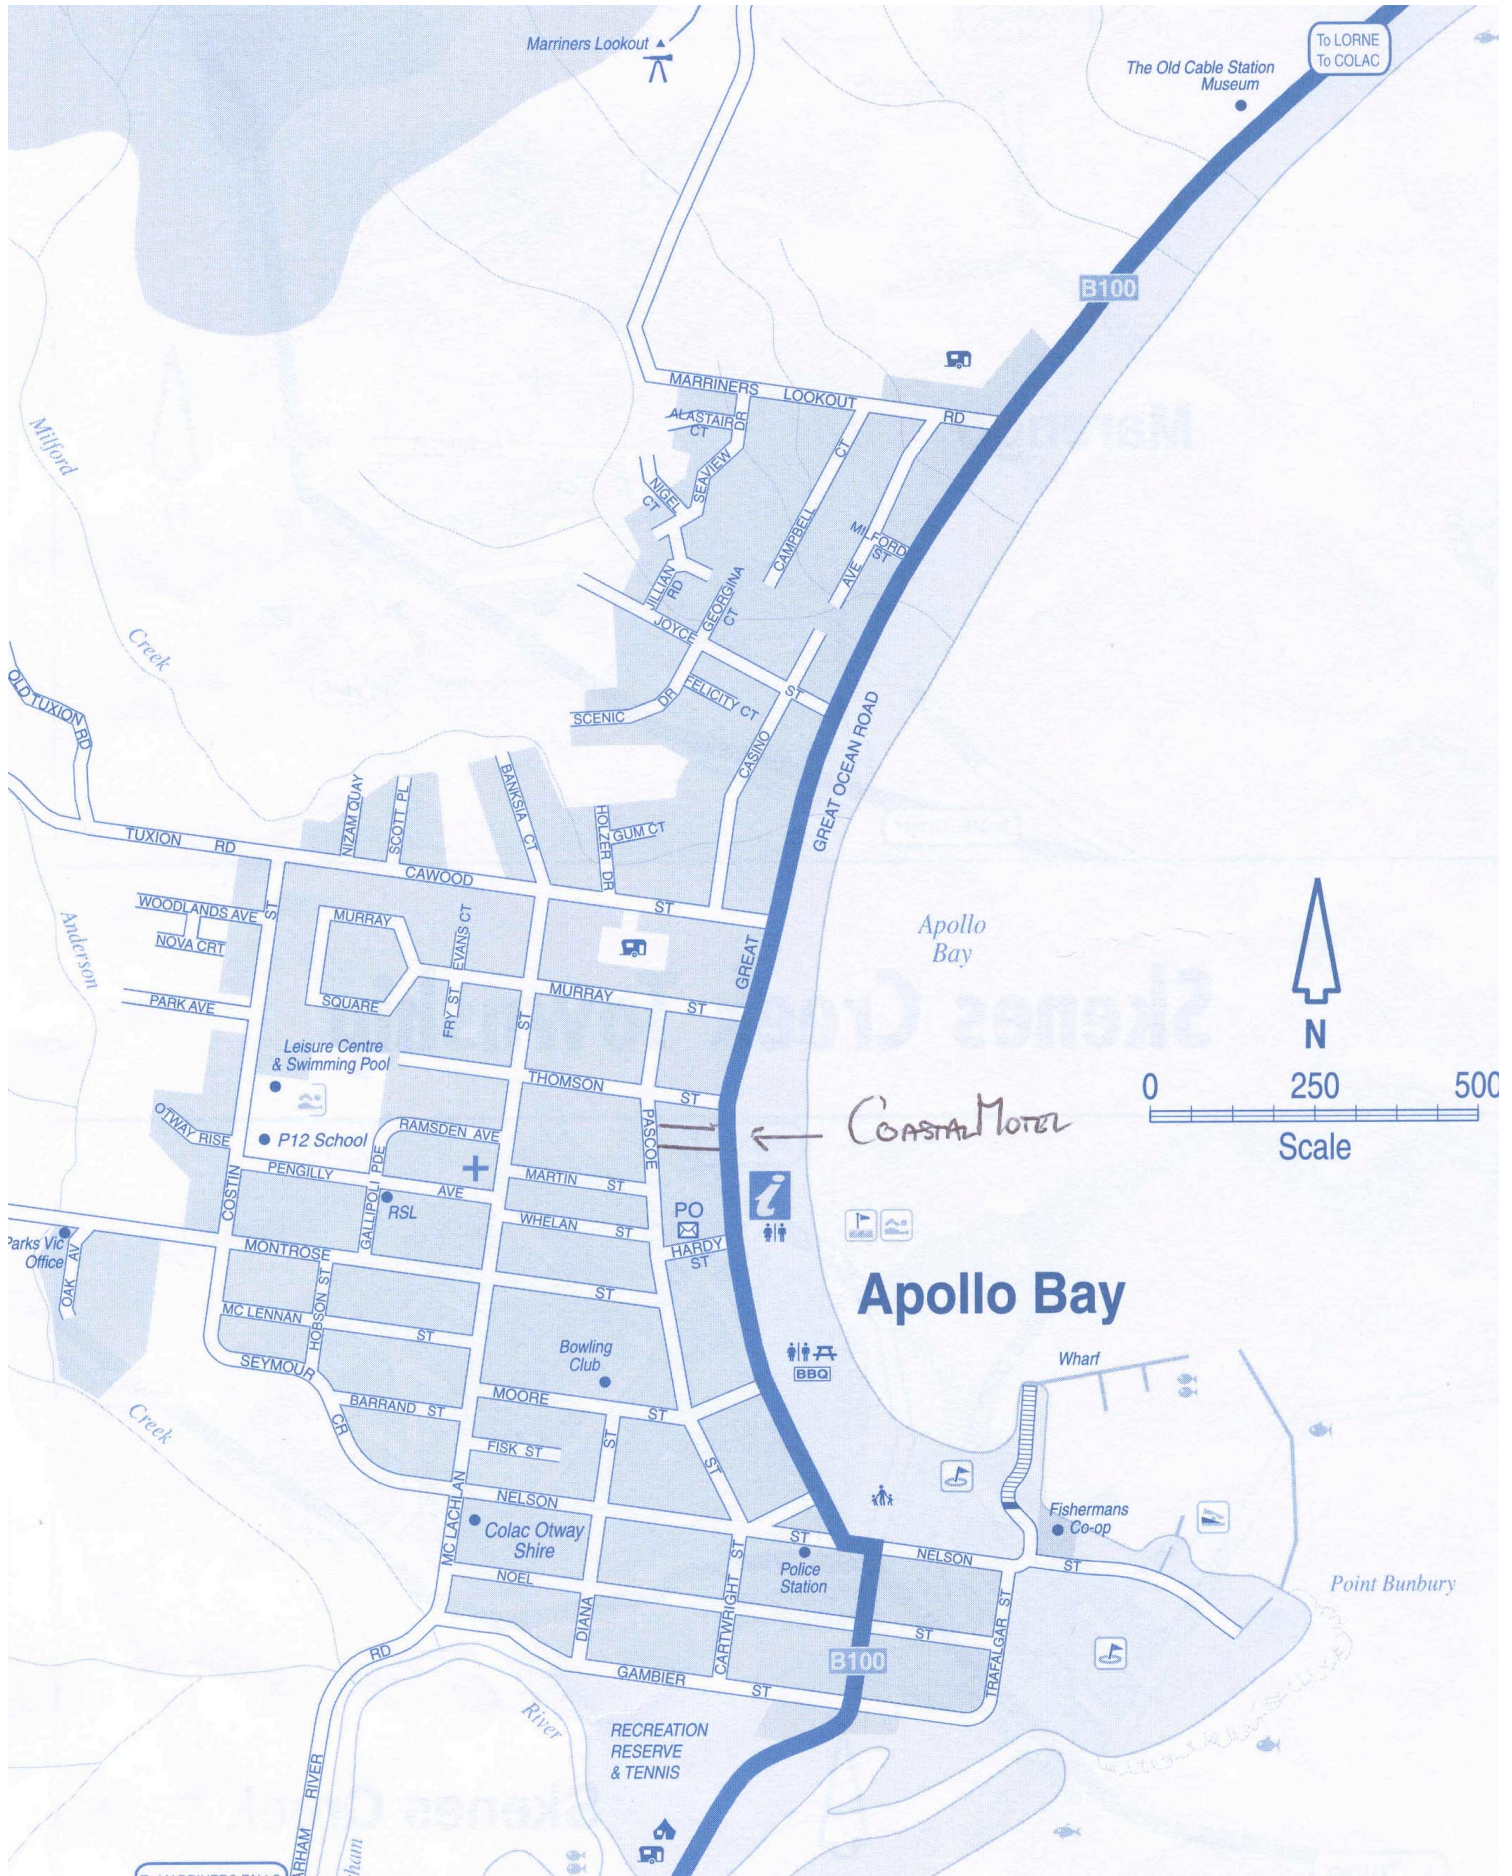 Marriners Lookout
To LORNE
To COLAC
The Old Cable Station
Museum
B100
MARRINERS LOOKOUT RD
ALASTAIR
CT
SEAVIEW DR
NIGEL
CT
CAMPBELL CT
MILFORD
ST
AVE
JILLIAN
RD
GEORGINA
CT
JOYCE ST
FELICITY CT
SCENIC DR
CASINO
GREAT OCEAN ROAD
Milford
Creek
OLD TUXION RD
TUXION RD
NIZAM QUAY
SCOTT PL
BANKSIA CT
HOLZER DR
GUM CT
CAWOOD ST
WOODLANDS AVE
ST
NOVA CRT
MURRAY
EVANS CT
SQUARE
FRY ST
MURRAY ST
ST
GREAT
Apollo
Bay
Anderson
PARK AVE
Leisure Centre
& Swimming Pool
THOMSON ST
N
0 250 500
Scale
COASTAL MOTEL
OTWAY RISE
P12 School
RAMSDEN AVE
PASCOE
PENGILLY AVE
GALLIPOLI PDE
COSTIN
RSL
MARTIN ST
WHELAN ST
PO
HARDY
ST
i
Parks Vic
Office
OAK AV
MONTROSE ST
Apollo Bay
MC LENNAN ST
HOBSON ST
SEYMOUR CR
Bowling
Club
BBQ
Wharf
BARRAND ST
MOORE ST
FISK ST
ST
ST
Creek
NELSON ST
MC LACHLAN
Colac Otway
Shire
Police
Station
NELSON ST
Fishermans
Co-op
Point Bunbury
NOEL ST
DIANA
CARTWRIGHT ST
TRAFALGAR ST
B100
GAMBIER ST
RD
River
RECREATION
RESERVE
& TENNIS
RIVER